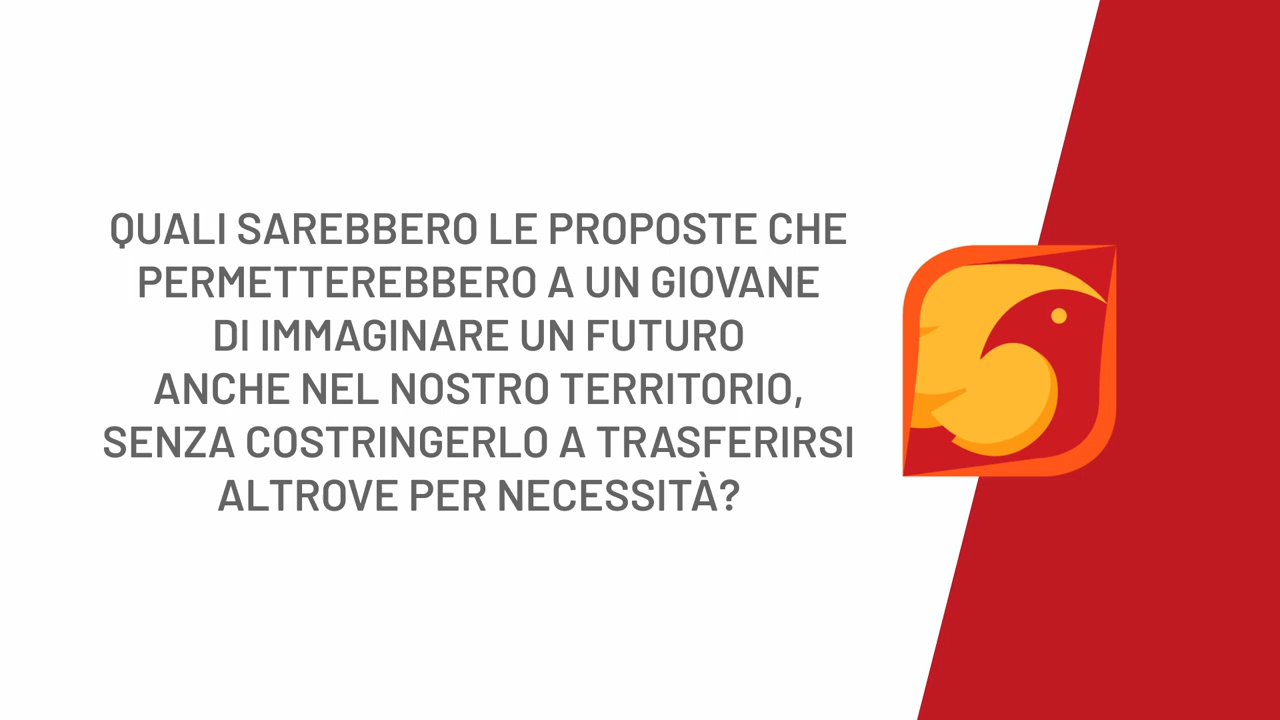 QUALI SAREBBERO LE PROPOSTE CHE
PERMETTEREBBERO A UN GIOVANE
DI IMMAGINARE UN FUTURO
ANCHE NEL NOSTRO TERRITORIO,
SENZA COSTRINGERLO A TRASFERIRSI
ALTROVE PER NECESSITÀ?